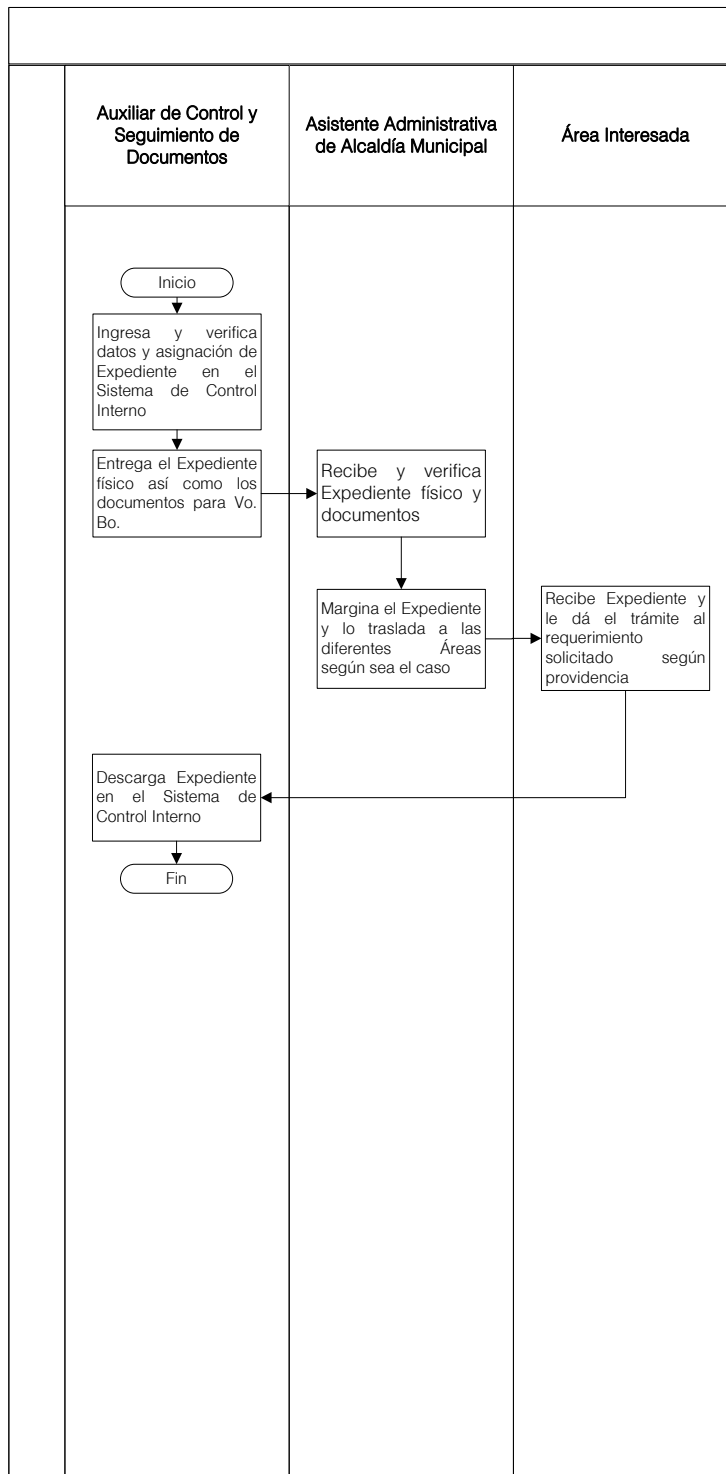 Auxiliar de Control y
Seguimiento de
Documentos
Asistente Administrativa
de Alcaldía Municipal
Área Interesada
Inicio
Ingresa y verifica
datos y asignación de
Expediente en el
Sistema de Control
Interno
Entrega el Expediente
físico así como los
documentos para Vo.
Bo.
Recibe y verifica
Expediente físico y
documentos
Margina el Expediente
y lo traslada a las
diferentes Áreas
según sea el caso
Recibe Expediente y
le dá el trámite al
requerimiento
solicitado según
providencia
Descarga Expediente
en el Sistema de
Control Interno
Fin